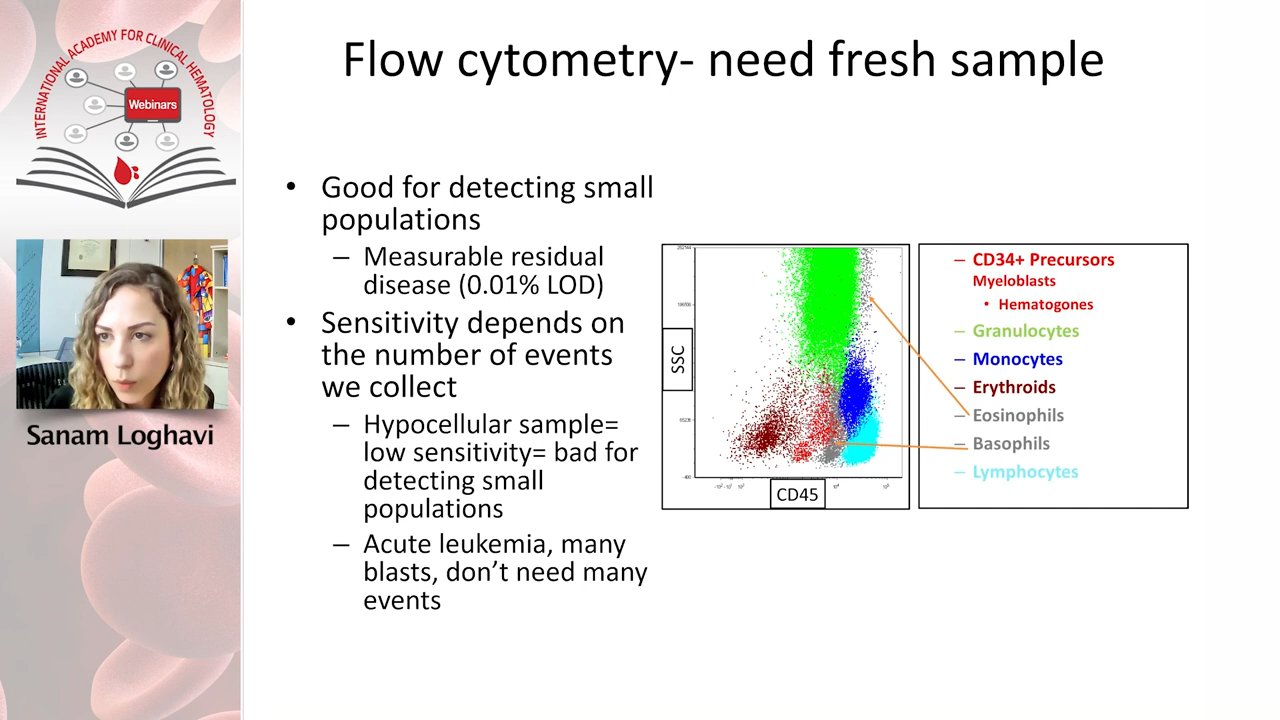 INTERNATIONAL ACADEMY FOR CLINICAL HEMATOLOGY
Webinars
Sanam Loghavi
Flow cytometry- need fresh sample
• Good for detecting small
populations
– Measurable residual
disease (0.01% LOD)
• Sensitivity depends on
the number of events
we collect
– Hypocellular sample=
low sensitivity= bad for
detecting small
populations
– Acute leukemia, many
blasts, don’t need many
events
SSC
CD45
– CD34+ Precursors
Myeloblasts
• Hematogones
– Granulocytes
– Monocytes
– Erythroids
– Eosinophils
– Basophils
– Lymphocytes